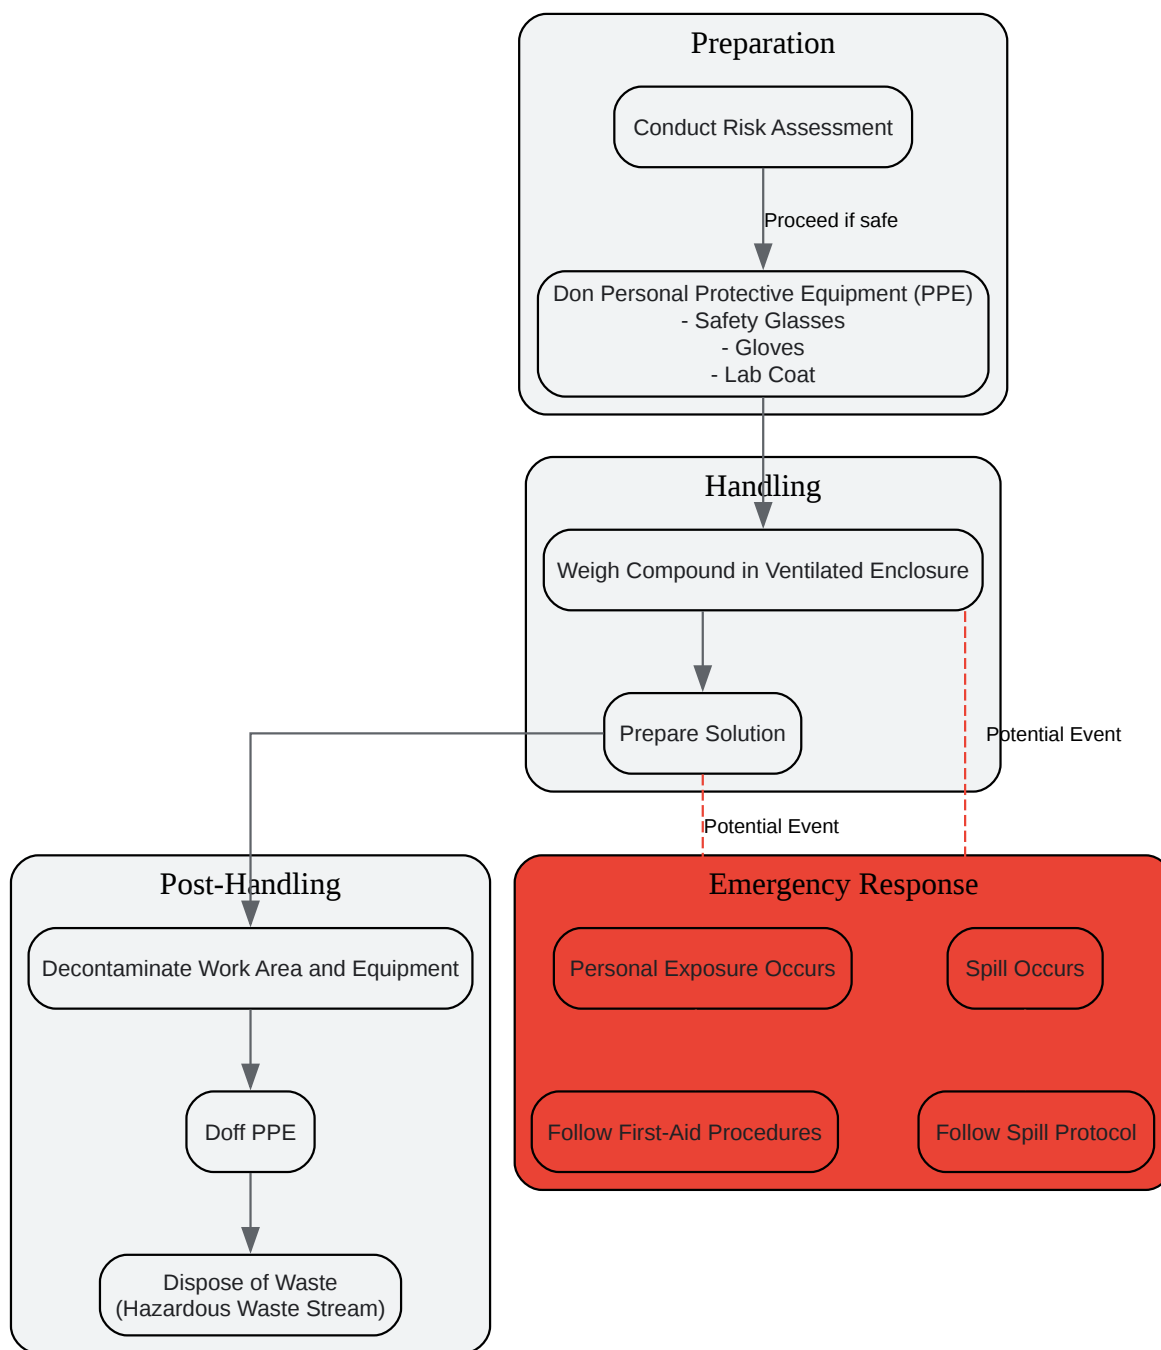 Preparation
Conduct Risk Assessment
Proceed if safe
Don Personal Protective Equipment (PPE)
- Safety Glasses
- Gloves
- Lab Coat
Handling
Weigh Compound in Ventilated Enclosure
Prepare Solution
Potential Event
Potential Event
Post-Handling
Decontaminate Work Area and Equipment
Doff PPE
Dispose of Waste
(Hazardous Waste Stream)
Emergency Response
Personal Exposure Occurs
Spill Occurs
Follow First-Aid Procedures
Follow Spill Protocol